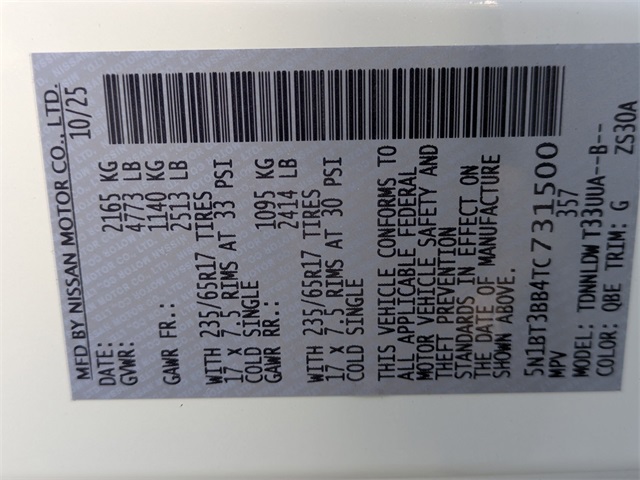 MFD BY NISSAN MOTOR CO., LTD.
DATE: 10/25
GVWR: 2165 KG
4773 LB
GAWR FR.: 1140 KG
2513 LB
WITH 235/65R17 TIRES
17 X 7.5 RIMS AT 33 PSI
COLD SINGLE
GAWR RR.: 1095 KG
2414 LB
WITH 235/65R17 TIRES
17 X 7.5 RIMS AT 30 PSI
COLD SINGLE
THIS VEHICLE CONFORMS TO
ALL APPLICABLE FEDERAL
MOTOR VEHICLE SAFETY AND
THEFT PREVENTION
STANDARDS IN EFFECT ON
THE DATE OF MANUFACTURE
SHOWN ABOVE.
5N1BT3BB4TC731500
MPV 357
MODEL: TDNNLDWT33UUA--B--
COLOR: QBE TRIM: G ZS30A